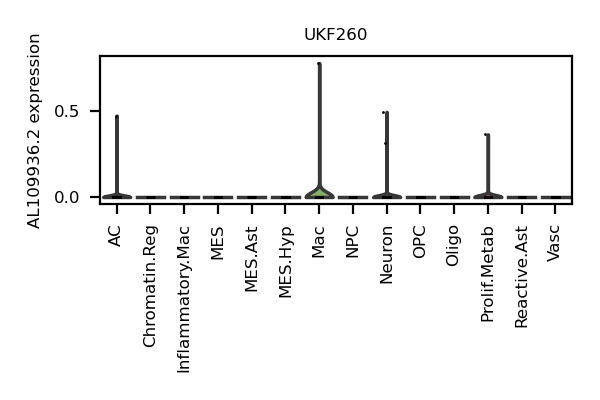 UKF260
AL109936.2 expression
0.5
0.0
AC
Chromatin.Reg
Inflammatory.Mac
MES
MES.Ast
MES.Hyp
Mac
NPC
Neuron
OPC
Oligo
Prolif.Metab
Reactive.Ast
Vasc